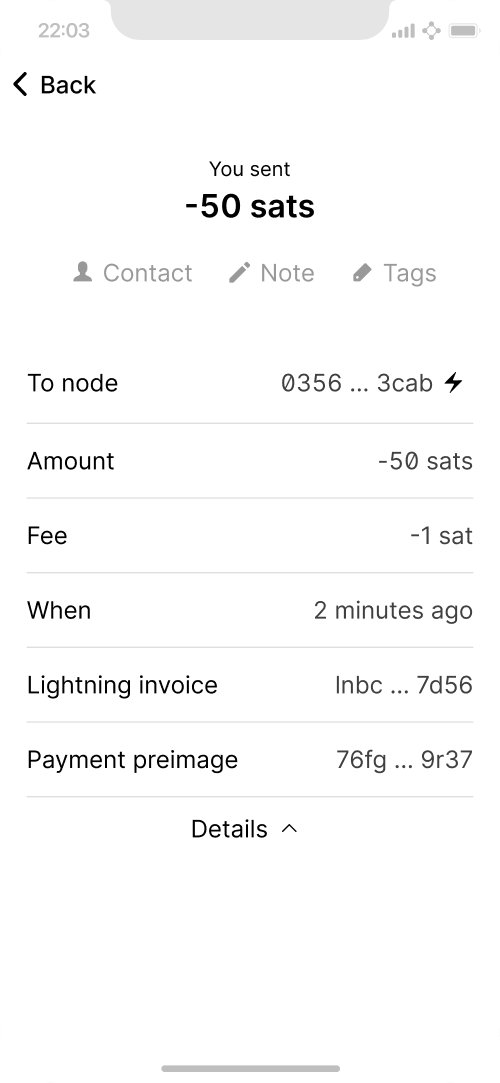 22:03
Back
You sent
-50 sats
Contact Note Tags
To node 0356 ... 3cab
Amount -50 sats
Fee -1 sat
When 2 minutes ago
Lightning invoice lnbc ... 7d56
Payment preimage 76fg ... 9r37
Details